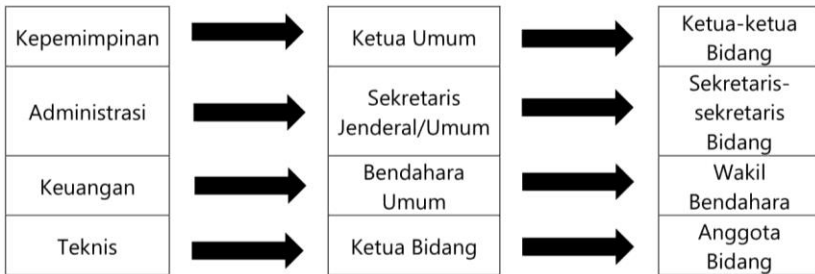 Kepemimpinan
Ketua Umum
Ketua-ketua
Bidang
Administrasi
Sekretaris
Jenderal/Umum
Sekretaris-
sekretaris
Bidang
Keuangan
Bendahara
Umum
Wakil
Bendahara
Teknis
Ketua Bidang
Anggota
Bidang